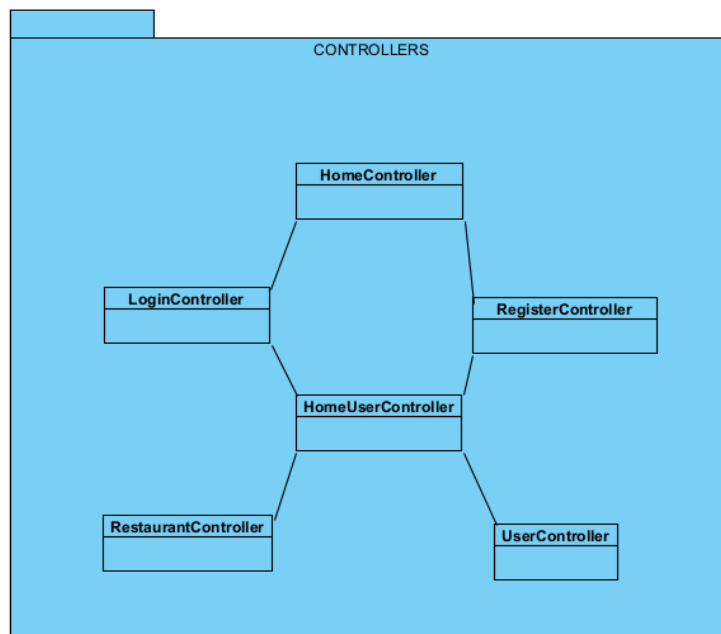 CONTROLLERS
HomeController
LoginController
RegisterController
HomeUserController
RestaurantController
UserController